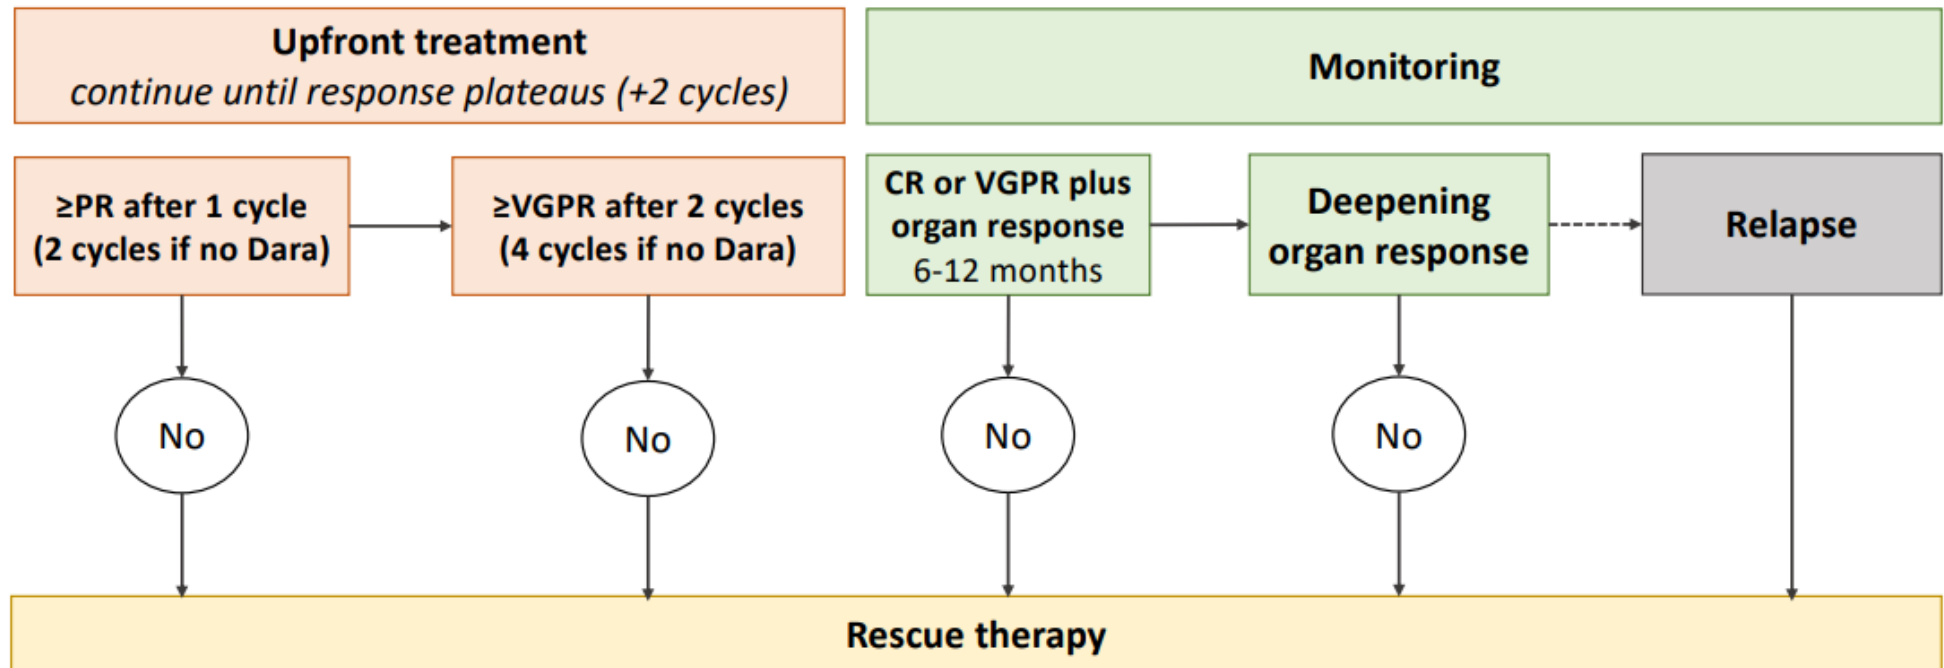 Upfront treatment
continue until response plateaus (+2 cycles)
Monitoring
≥PR after 1 cycle
(2 cycles if no Dara)
≥VGPR after 2 cycles
(4 cycles if no Dara)
CR or VGPR plus
organ response
6-12 months
Deepening
organ response
Relapse
No
No
No
No
Rescue therapy